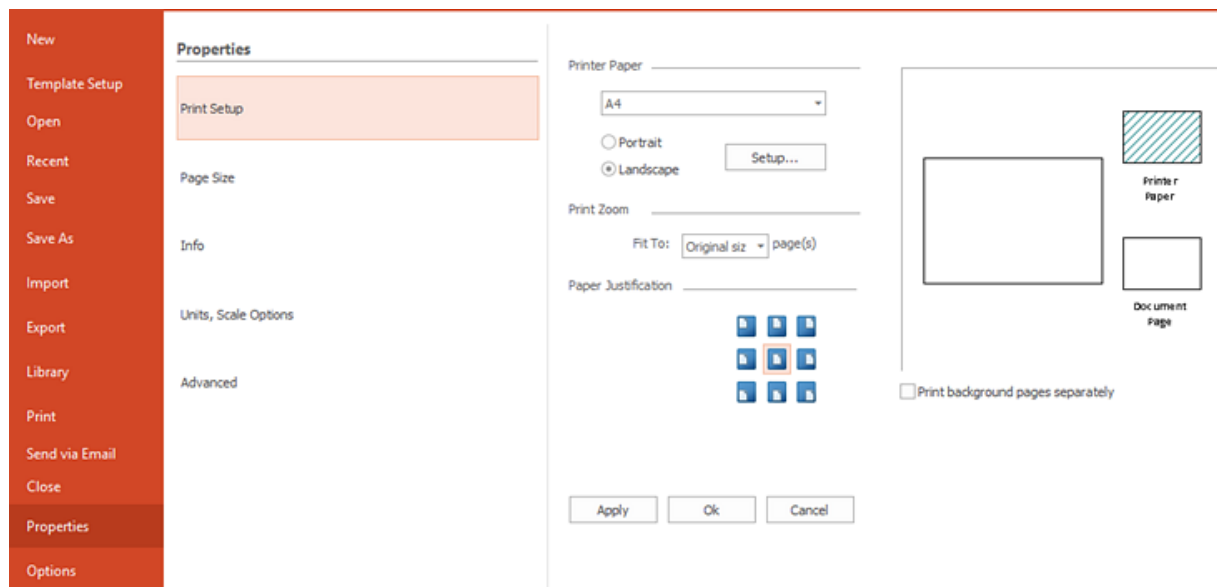 New
Template Setup
Open
Recent
Save
Save As
Import
Export
Library
Print
Send via Email
Close
Properties
Options
Properties
Print Setup
Page Size
Info
Units, Scale Options
Advanced
Printer Paper
A4
Portrait
Landscape
Setup...
Print Zoom
Fit To: Original siz page(s)
Paper Justification
Apply Ok Cancel
Printer
Paper
Document
Page
Print background pages separately